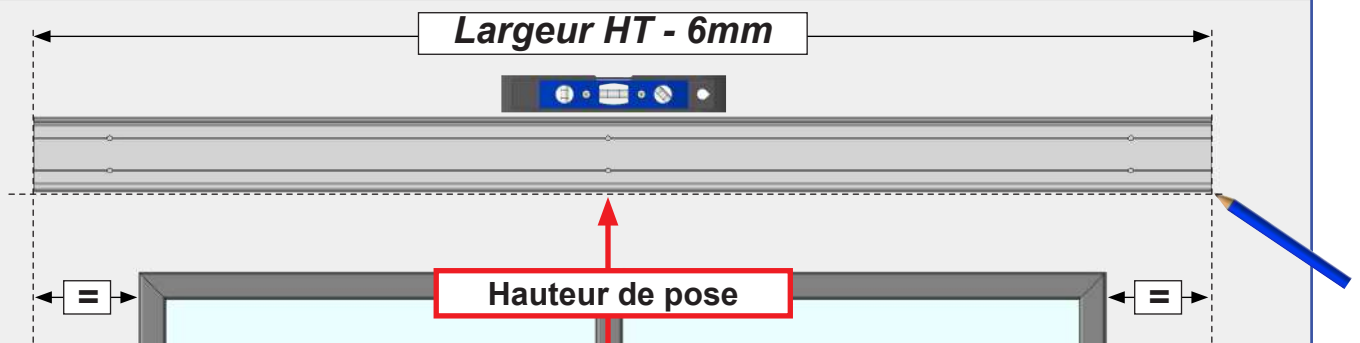 Largeur HT - 6mm
=
Hauteur de pose
=